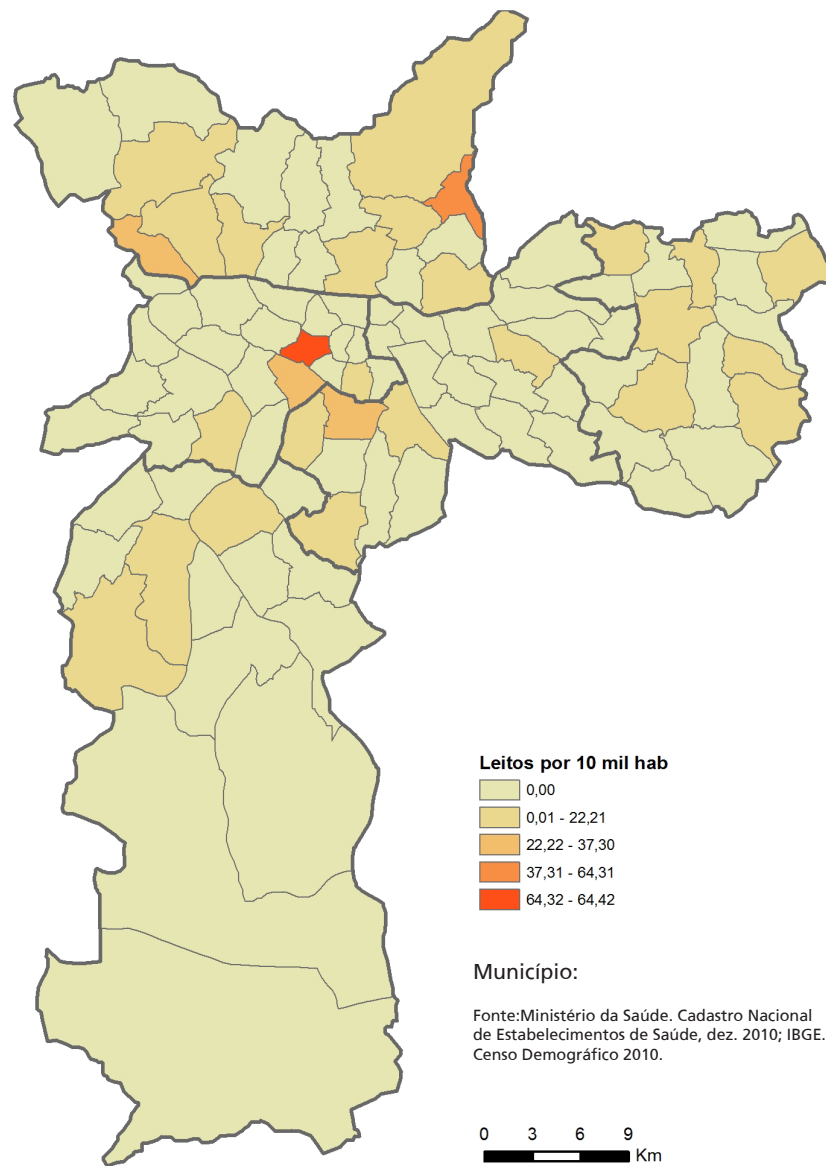 Leitos por 10 mil hab
0,00
0,01 - 22,21
22,22 - 37,30
37,31 - 64,31
64,32 - 64,42
Município:
Fonte:Ministério da Saúde. Cadastro Nacional
de Estabelecimentos de Saúde, dez. 2010; IBGE.
Censo Demográfico 2010.
0 3 6 9
Km